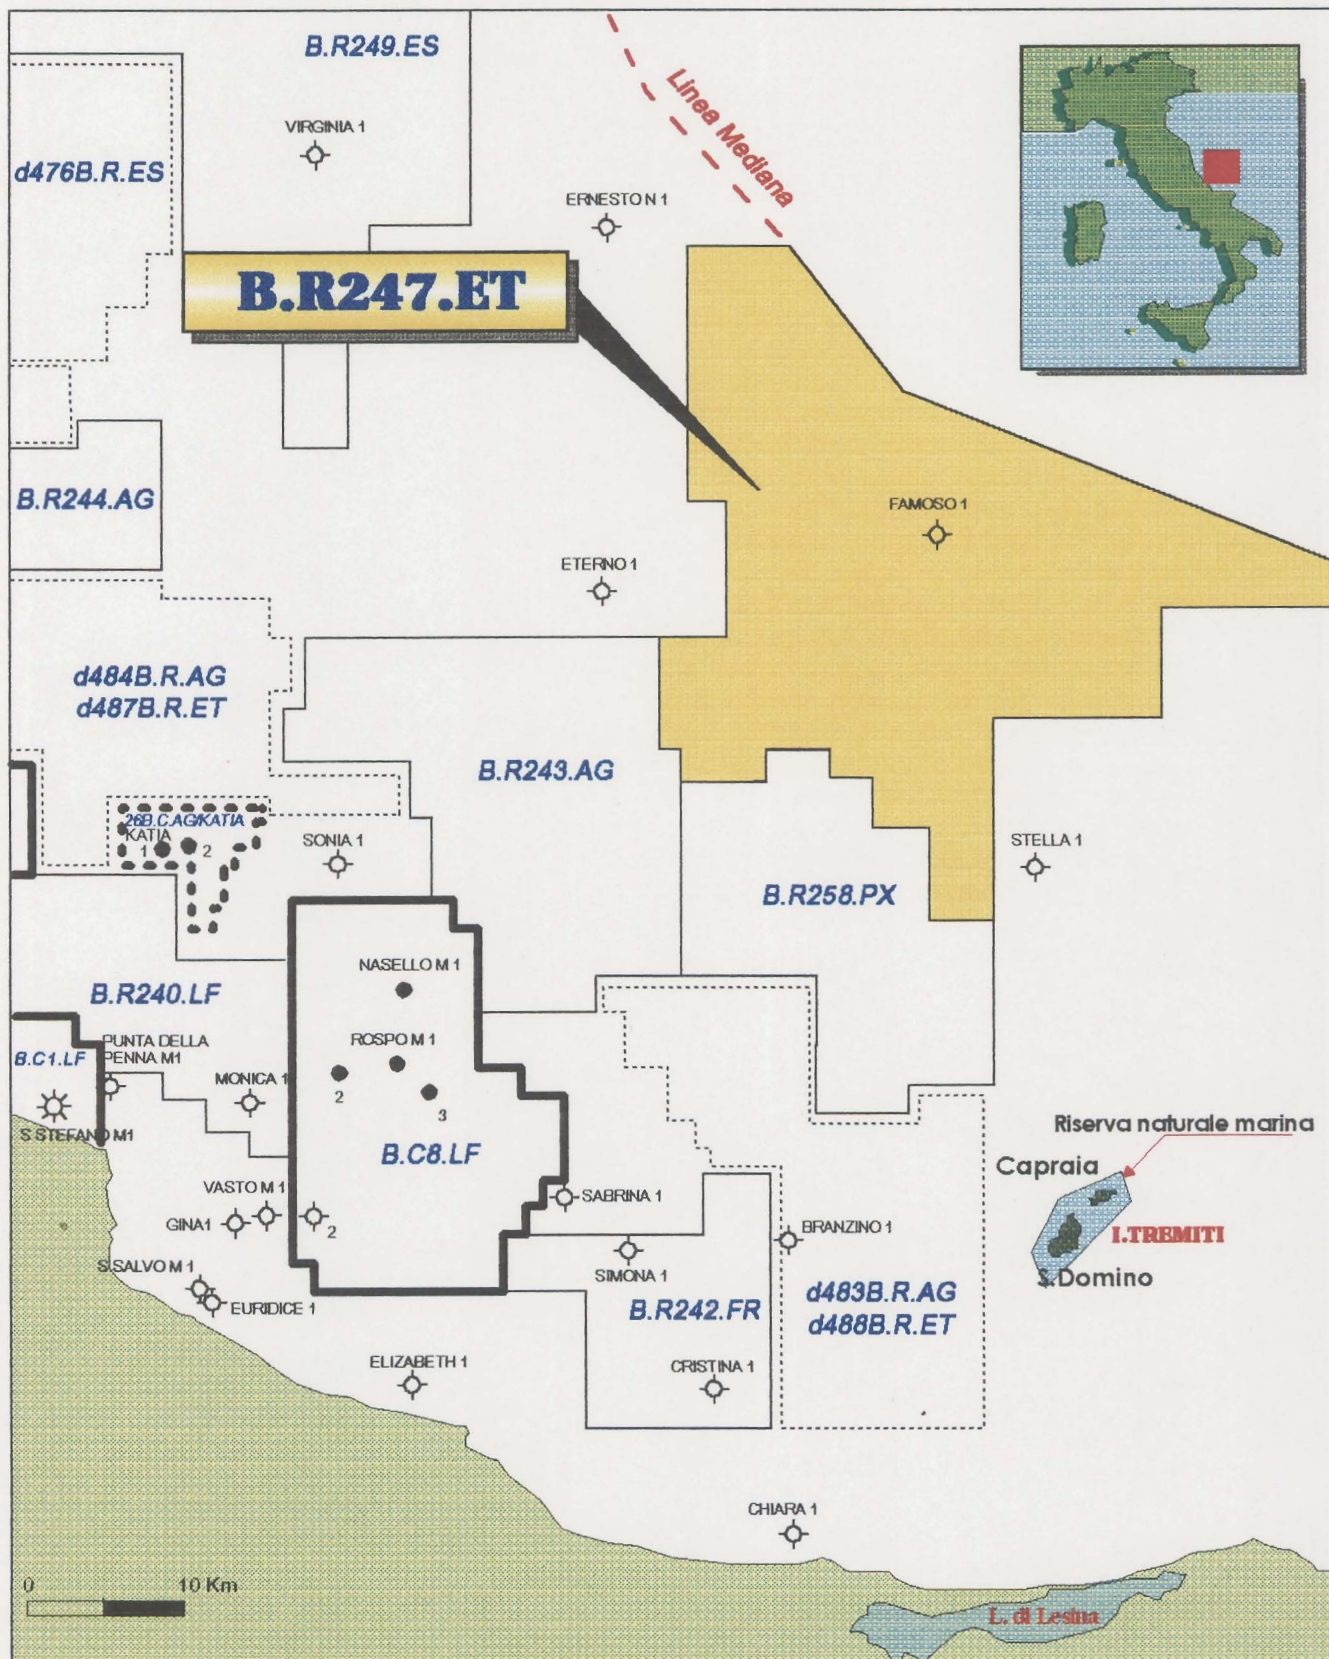 B.R249.ES
Linea Mediana
VIRGINIA 1
d476B.R.ES
ERNESTO N 1
B.R247.ET
B.R244.AG
FAMOSO 1
ETERNO 1
d484B.R.AG
d487B.R.ET
B.R243.AG
26B.C.AG/KATIA
KATIA
1
2
SONIA 1
STELLA 1
B.R258.PX
NASELLO M 1
B.R240.LF
PUNTA DELLA
PENNA M1
ROSPO M 1
B.C1.LF
MONICA 1
2
3
S.STEFANO M1
Riserva naturale marina
B.C8.LF
Capraia
VASTO M 1
SABRINA 1
GINA1
2
BRANZINO 1
I.TREMITI
S.SALVO M 1
SIMONA 1
S.Domino
EURIDICE 1
B.R242.FR
d483B.R.AG
d488B.R.ET
ELIZABETH 1
CRISTINA 1
CHIARA 1
0
10 Km
L. di Lesina